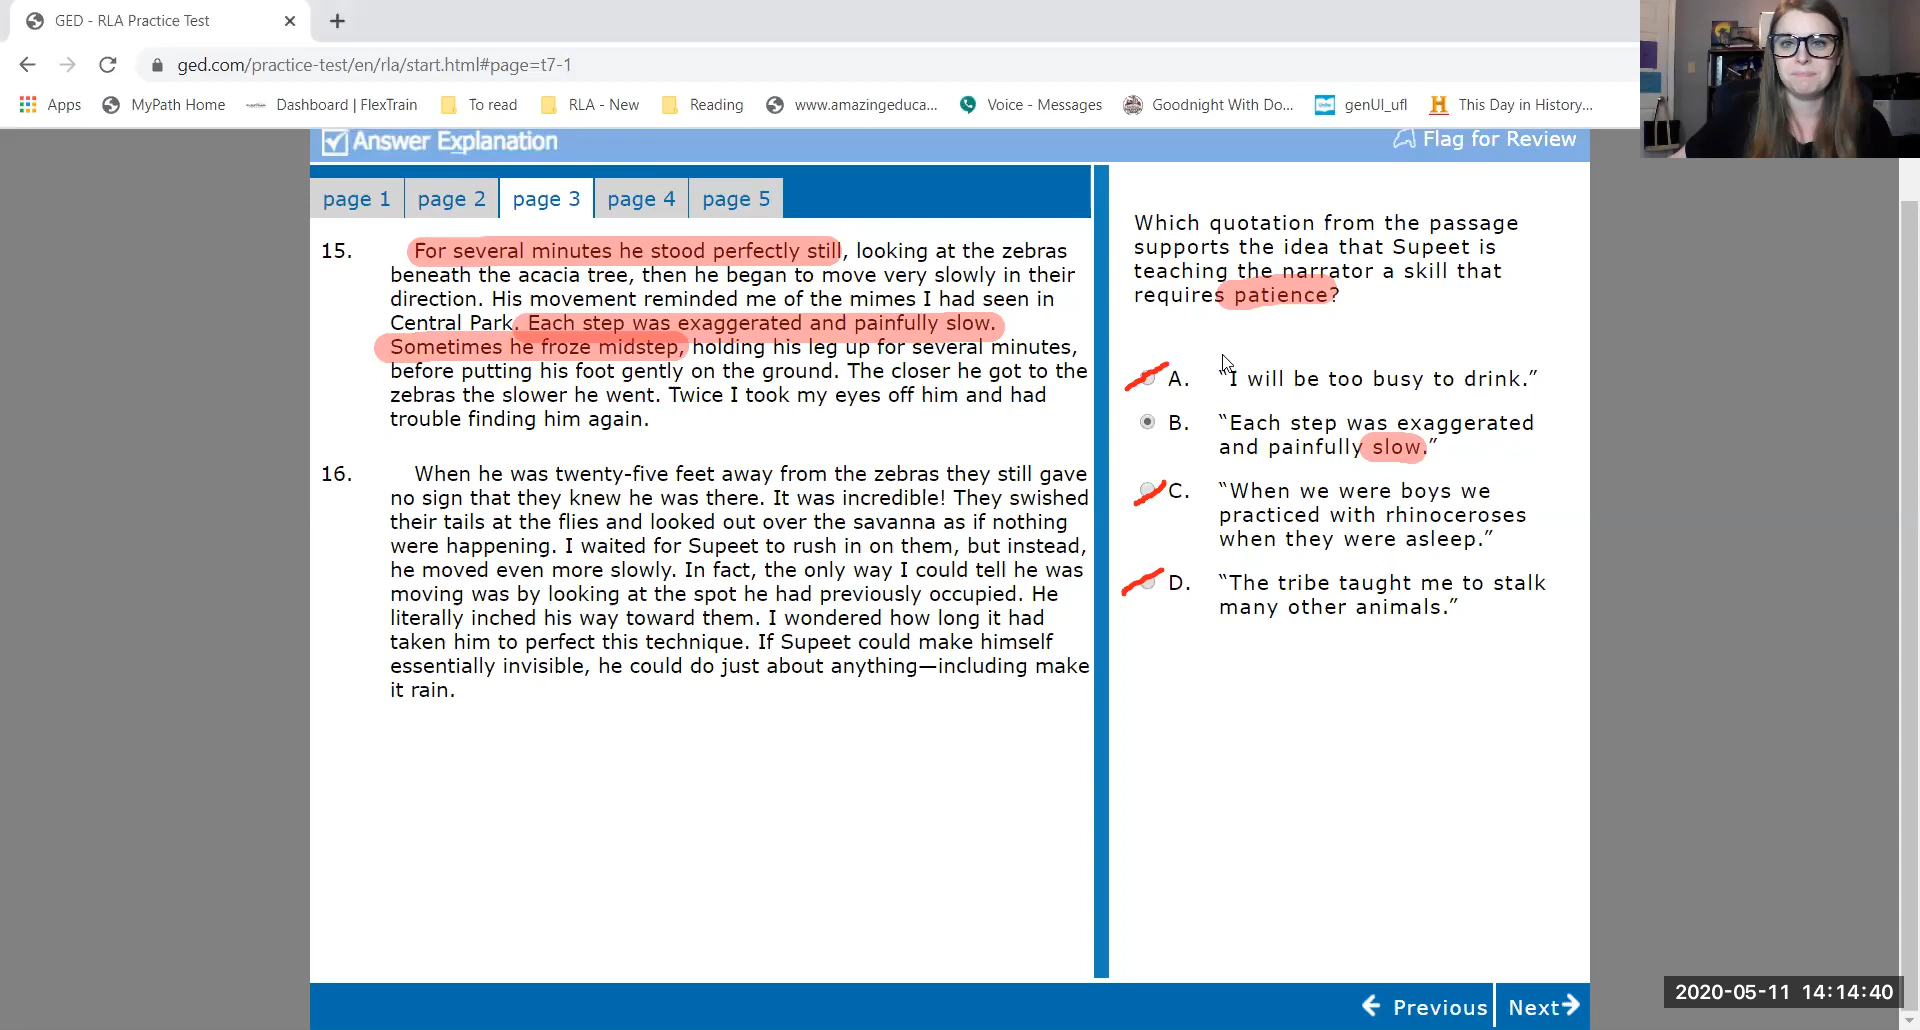 GED - RLA Practice Test
ged.com/practice-test/en/rla/start.html#page=t7-1
Apps MyPath Home Dashboard | FlexTrain To read RLA - New Reading www.amazingeduca... Voice - Messages Goodnight With Do... genUI_ufl This Day in History...
Answer Explanation
Flag for Review
page 1 page 2 page 3 page 4 page 5
15. For several minutes he stood perfectly still, looking at the zebras
beneath the acacia tree, then he began to move very slowly in their
direction. His movement reminded me of the mimes I had seen in
Central Park. Each step was exaggerated and painfully slow.
Sometimes he froze midstep, holding his leg up for several minutes,
before putting his foot gently on the ground. The closer he got to the
zebras the slower he went. Twice I took my eyes off him and had
trouble finding him again.
16. When he was twenty-five feet away from the zebras they still gave
no sign that they knew he was there. It was incredible! They swished
their tails at the flies and looked out over the savanna as if nothing
were happening. I waited for Supeet to rush in on them, but instead,
he moved even more slowly. In fact, the only way I could tell he was
moving was by looking at the spot he had previously occupied. He
literally inched his way toward them. I wondered how long it had
taken him to perfect this technique. If Supeet could make himself
essentially invisible, he could do just about anything—including make
it rain.
Which quotation from the passage
supports the idea that Supeet is
teaching the narrator a skill that
requires patience?
A. “I will be too busy to drink.”
B. “Each step was exaggerated
and painfully slow.”
C. “When we were boys we
practiced with rhinoceroses
when they were asleep.”
D. “The tribe taught me to stalk
many other animals.”
Previous Next
2020-05-11 14:14:40